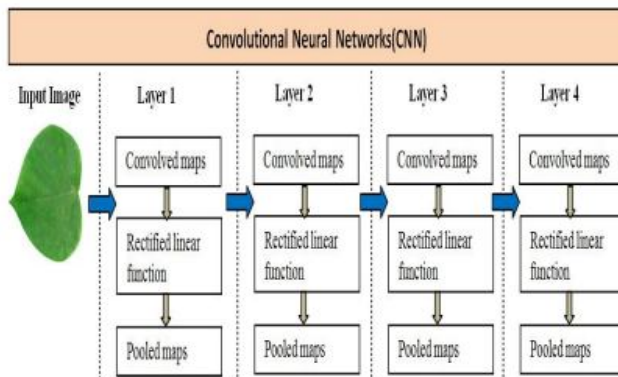 Convolutional Neural Networks(CNN)
Input Image
Layer 1
Layer 2
Layer 3
Layer 4
Convolved maps
Rectified linear
function
Pooled maps
Convolved maps
Rectified linear
function
Pooled maps
Convolved maps
Rectified linear
function
Pooled maps
Convolved maps
Rectified linear
function
Pooled maps